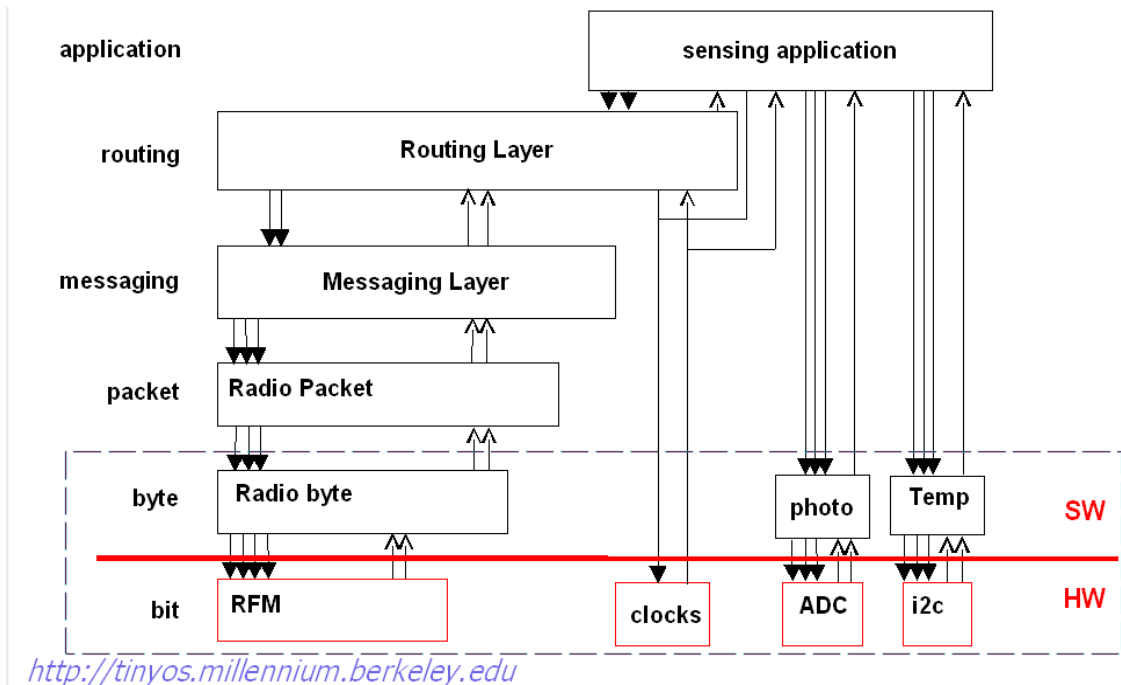 application
sensing application
routing
Routing Layer
messaging
Messaging Layer
packet
Radio Packet
byte
Radio byte
photo
Temp
SW
bit
RFM
clocks
ADC
i2c
HW
http://tinyos.millennium.berkeley.edu